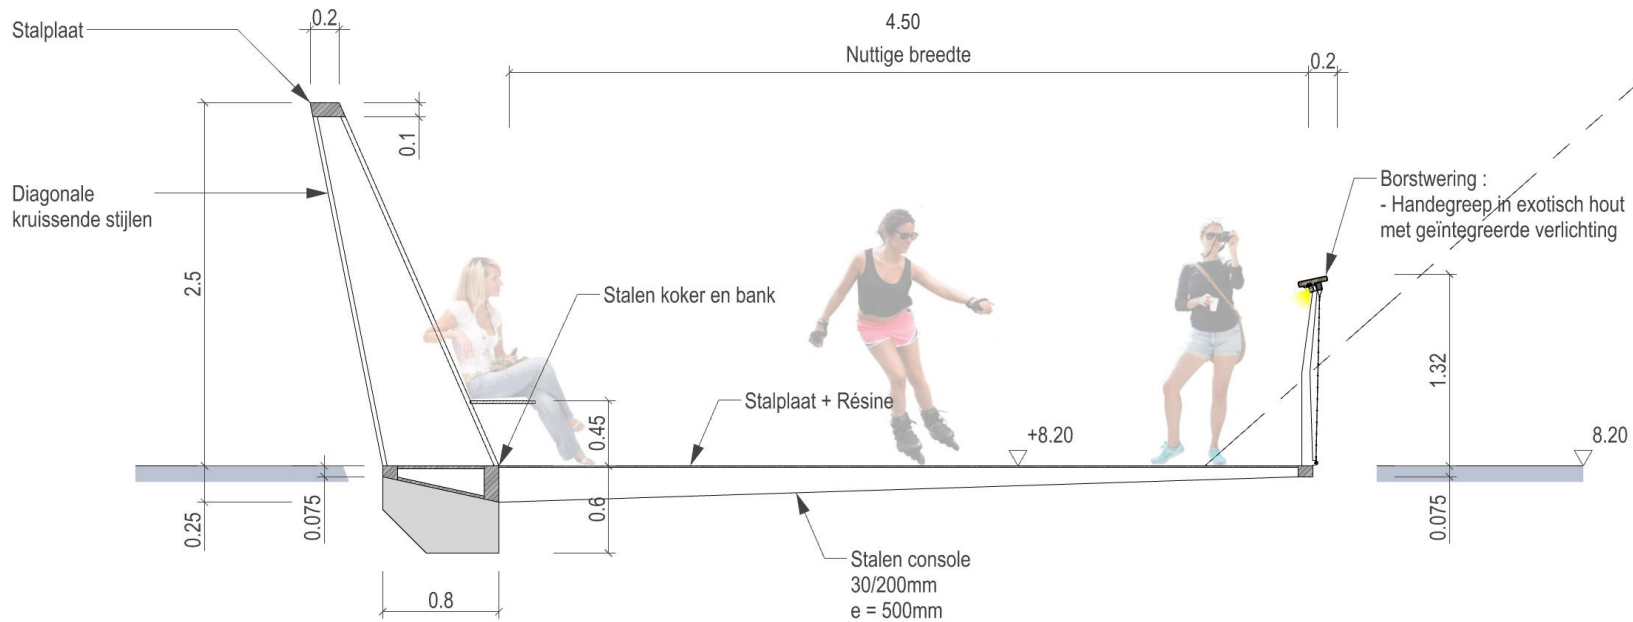 Stalplaat
0.2
4.50
Nuttige breedte
0.2
0.1
Diagonale
kruissende stijlen
Borstwering :
- Handegreep in exotisch hout
met geïntegreerde verlichting
2.5
Stalen koker en bank
1.32
Stalplaat + Résine
0.45
+8.20
8.20
0.25
0.075
0.6
0.075
Stalen console
30/200mm
e = 500mm
0.8